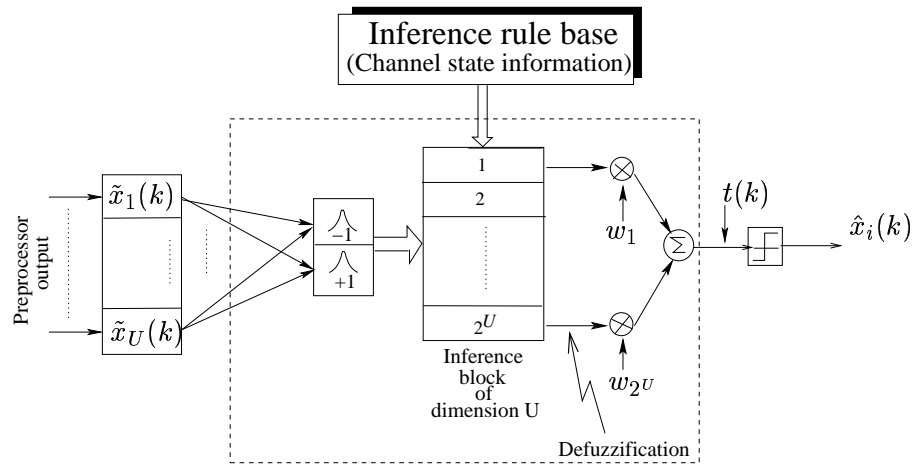 Inference rule base
(Channel state information)
Preprocessor
output
x̃₁(k)
x̃_U(k)
−1
+1
1
2
2^U
Inference
block
of
dimension U
w₁
w_{2^U}
Σ
t(k)
x̂ᵢ(k)
Defuzzification